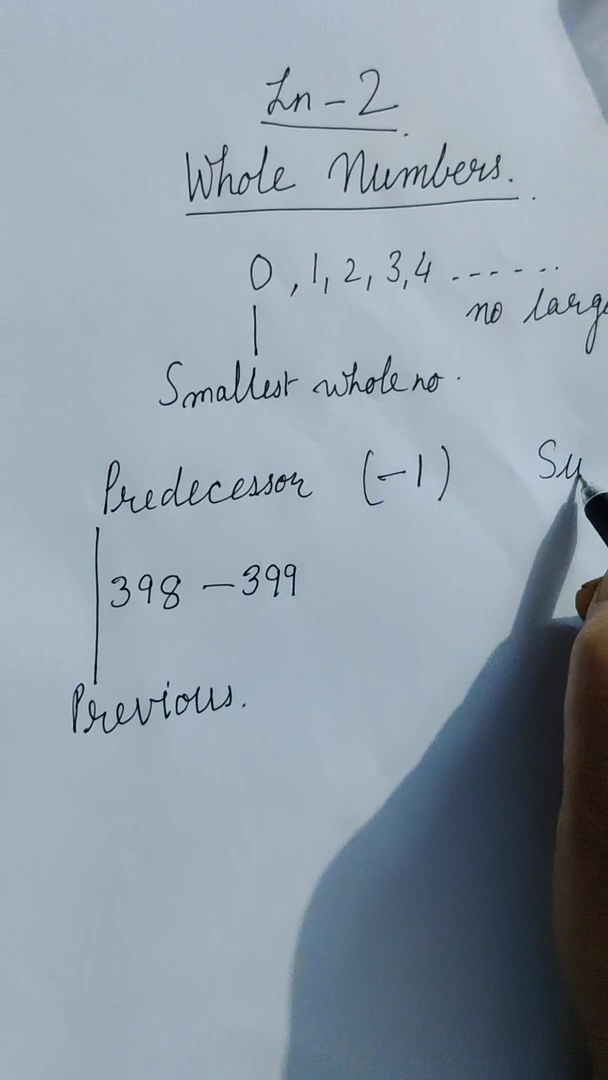 Ln - 2
Whole Numbers.
0, 1, 2, 3, 4 .......
no
Smallest whole no.
Predecessor (-1)
398 - 399
Previous.